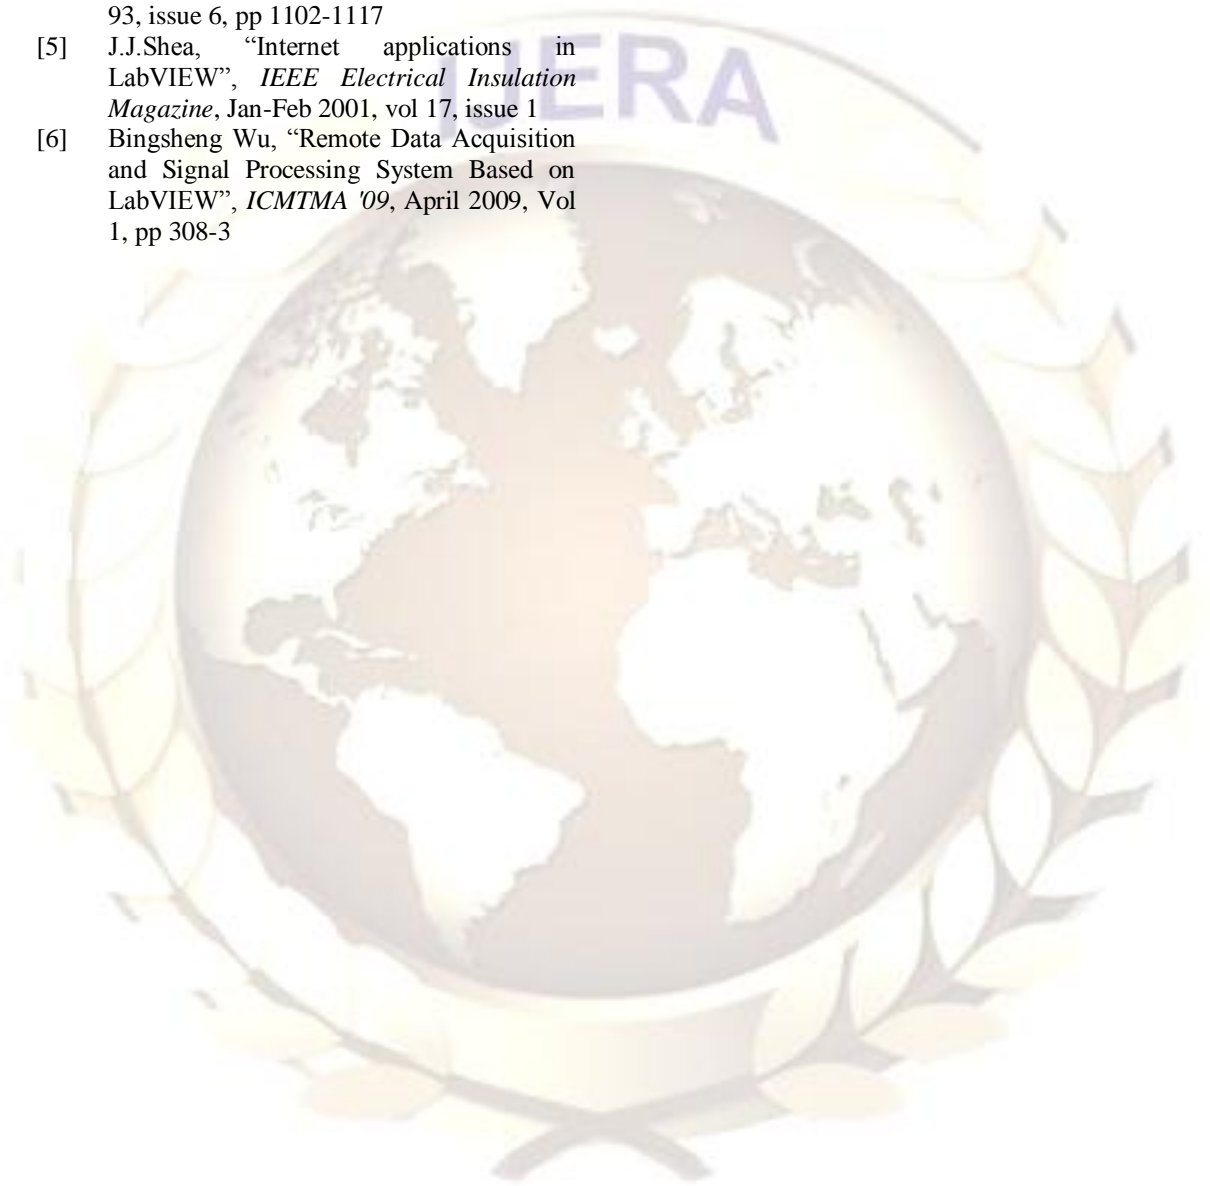 IJERA
93, issue 6, pp 1102-1117
[5] J.J.Shea, “Internet applications in
LabVIEW”, IEEE Electrical Insulation
Magazine, Jan-Feb 2001, vol 17, issue 1
[6] Bingsheng Wu, “Remote Data Acquisition
and Signal Processing System Based on
LabVIEW”, ICMTMA '09, April 2009, Vol
1, pp 308-3